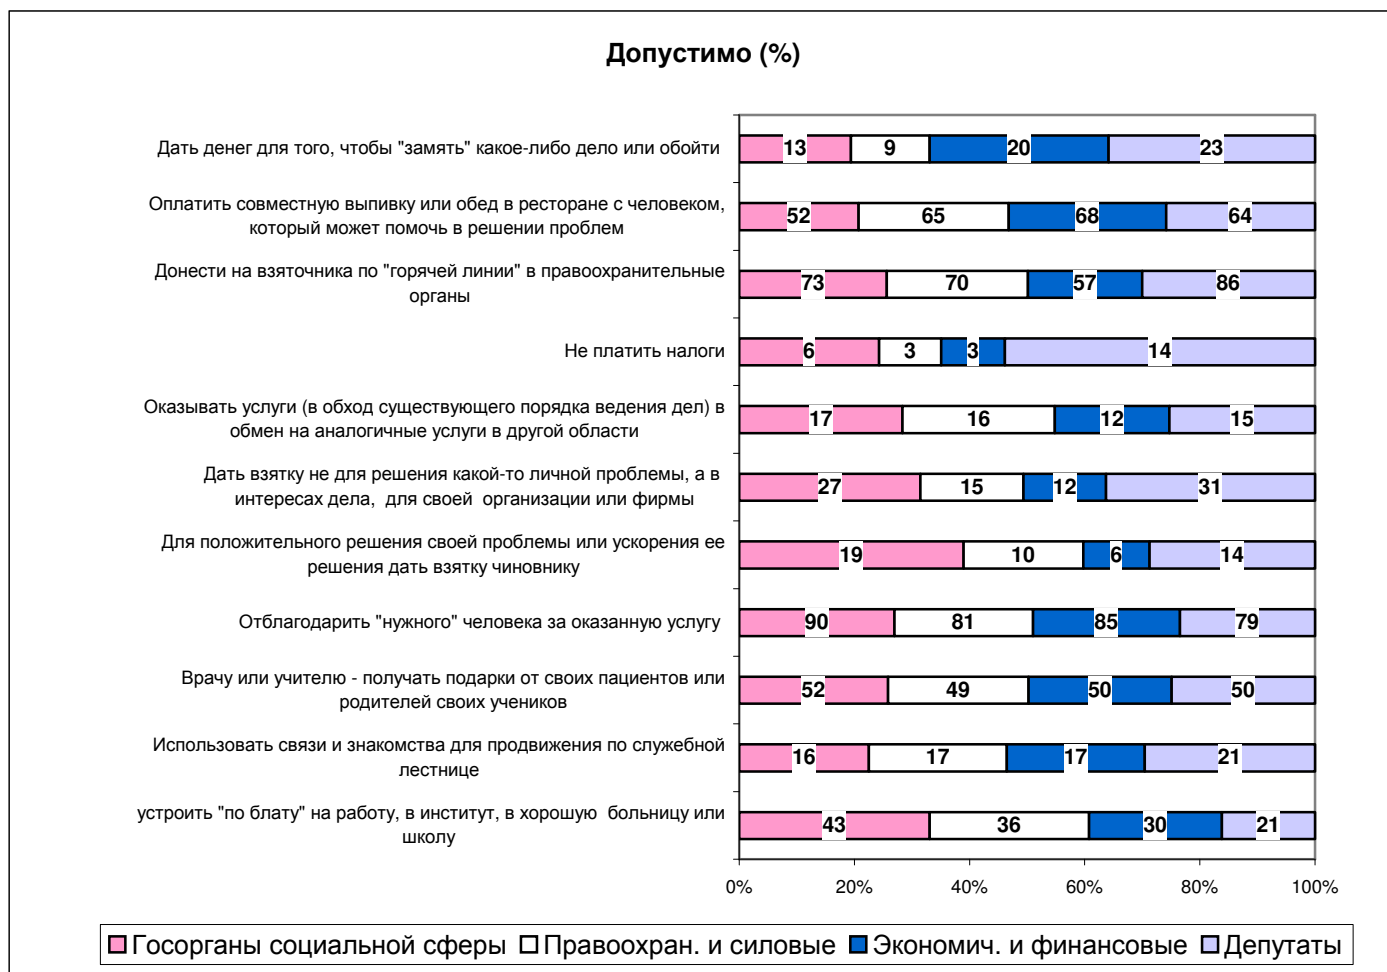 Допустимо (%)
Дать денег для того, чтобы "замять" какое-либо дело или обойти
13 9 20 23
Оплатить совместную выпивку или обед в ресторане с человеком,
который может помочь в решении проблем
52 65 68 64
Донести на взяточника по "горячей линии" в правоохранительные
органы
73 70 57 86
Не платить налоги
6 3 3 14
Оказывать услуги (в обход существующего порядка ведения дел) в
обмен на аналогичные услуги в другой области
17 16 12 15
Дать взятку не для решения какой-то личной проблемы, а в
интересах дела, для своей организации или фирмы
27 15 12 31
Для положительного решения своей проблемы или ускорения ее
решения дать взятку чиновнику
19 10 6 14
Отблагодарить "нужного" человека за оказанную услугу
90 81 85 79
Врачу или учителю - получать подарки от своих пациентов или
родителей своих учеников
52 49 50 50
Использовать связи и знакомства для продвижения по служебной
лестнице
16 17 17 21
устроить "по блату" на работу, в институт, в хорошую больницу или
школу
43 36 30 21
0% 20% 40% 60% 80% 100%
Госорганы социальной сферы Правоохран. и силовые Экономич. и финансовые Депутаты